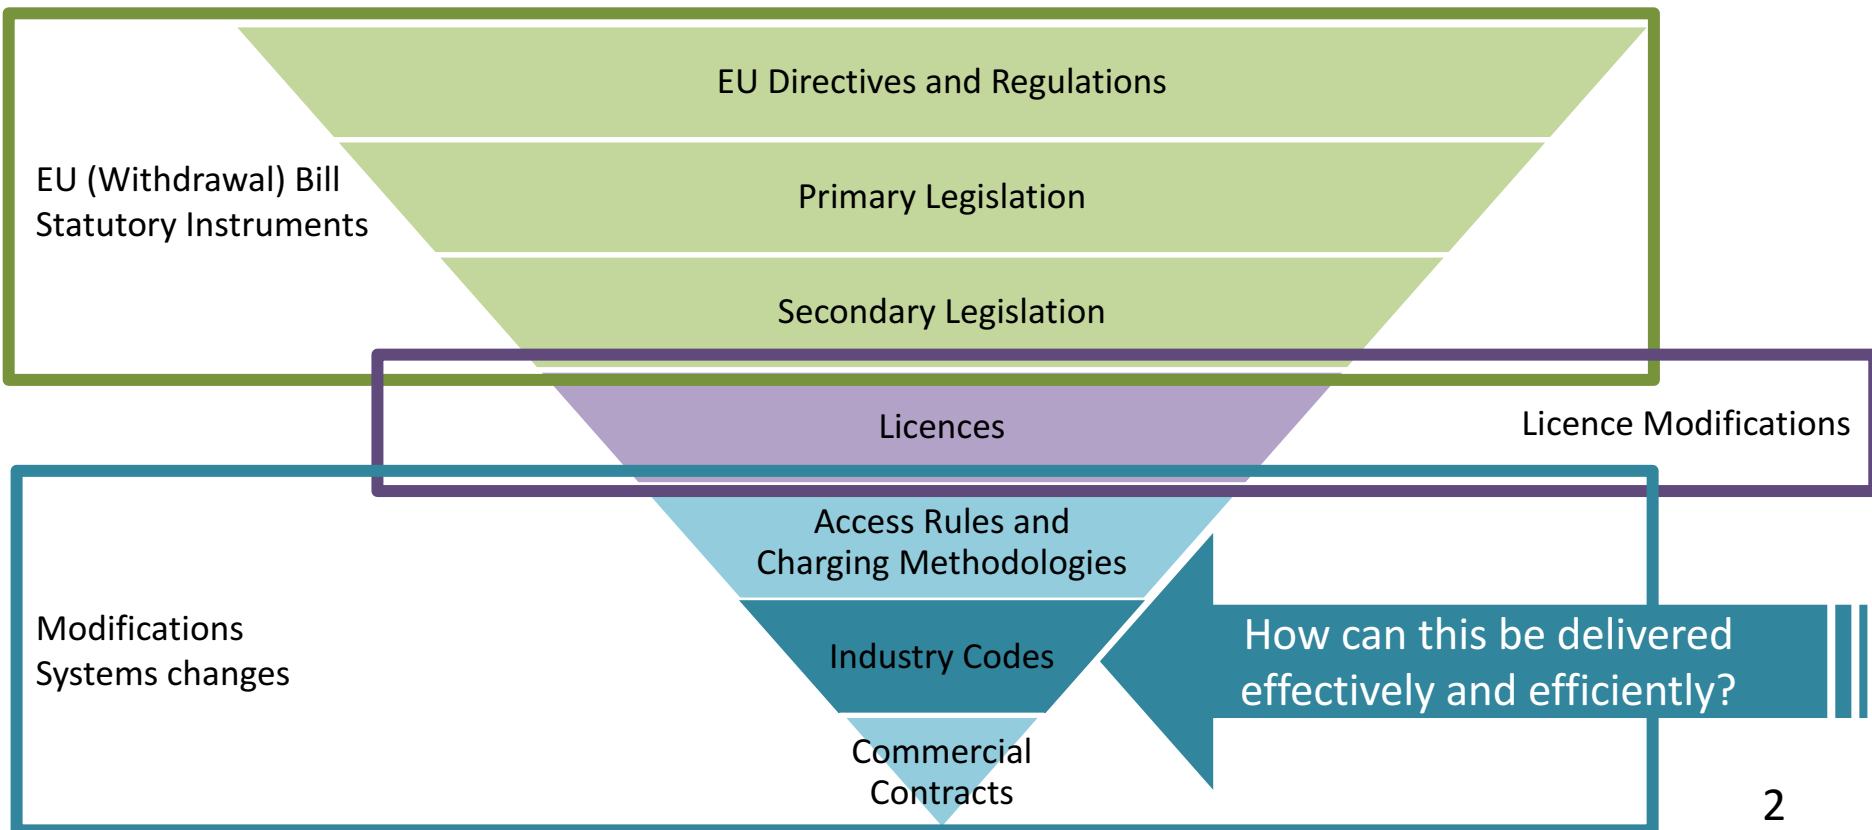 EU Directives and Regulations
EU (Withdrawal) Bill
Statutory Instruments
Primary Legislation
Secondary Legislation
Licences
Licence Modifications
Access Rules and
Charging Methodologies
Modifications
Systems changes
Industry Codes
How can this be delivered
effectively and efficiently?
Commercial
Contracts
2